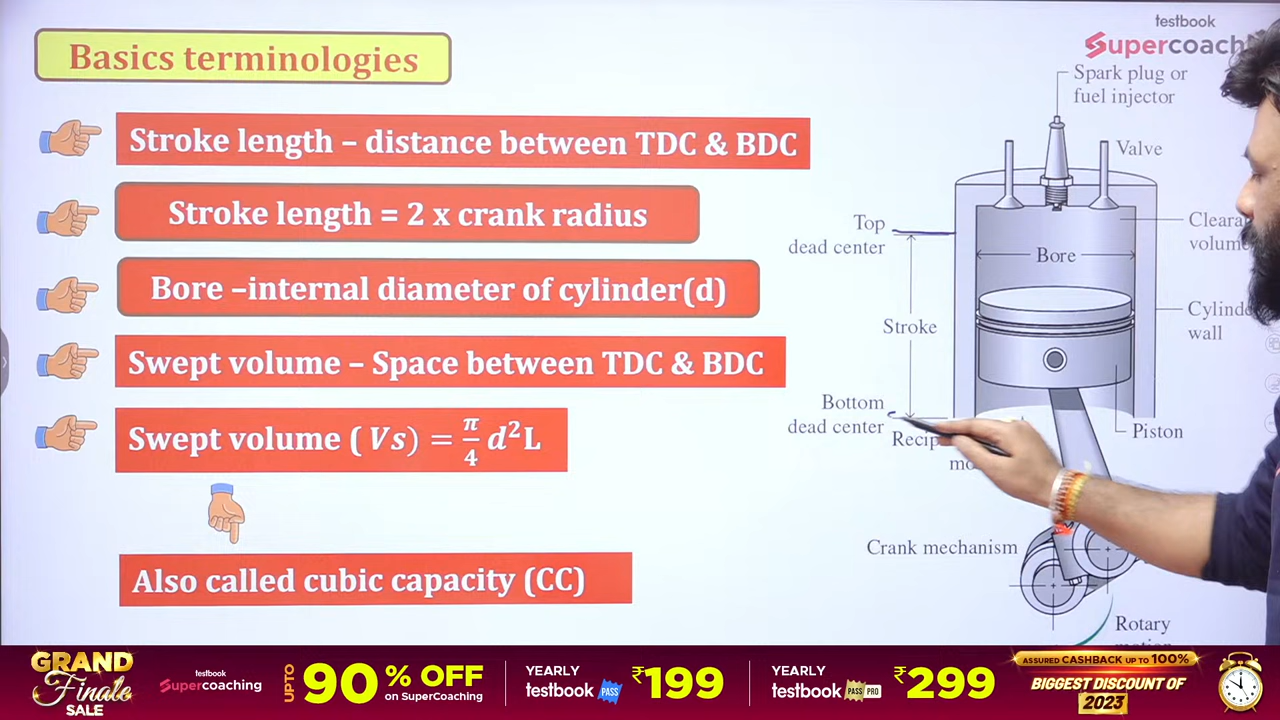 Basics terminologies
Stroke length – distance between TDC & BDC
Stroke length = 2 x crank radius
Bore –internal diameter of cylinder(d)
Swept volume – Space between TDC & BDC
Swept volume ( Vs) = π/4 d²L
Also called cubic capacity (CC)
testbook
Supercoach
Spark plug or
fuel injector
Valve
Top
dead center
Bore
Stroke
wall
Bottom
dead center
Piston
Crank mechanism
Rotary
GRAND
Finale
SALE
testbook
Supercoaching
UPTO 90% OFF
on SuperCoaching
YEARLY
testbook PASS
₹199
YEARLY
testbook PASS PRO
₹299
ASSURED CASHBACK UP TO 100%
BIGGEST DISCOUNT OF
2023